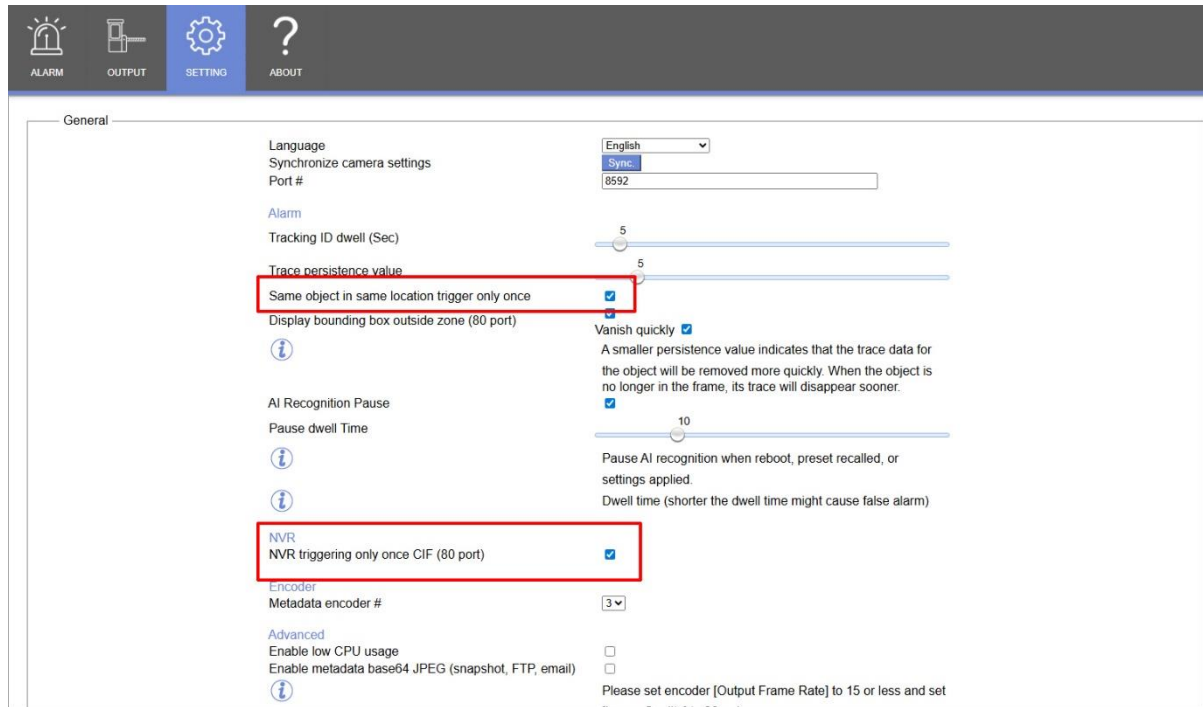 ALARM OUTPUT SETTING ABOUT
General
Language English
Synchronize camera settings Sync.
Port # 8592
Alarm
Tracking ID dwell (Sec) 5
Trace persistence value 5
Same object in same location trigger only once
Display bounding box outside zone (80 port)
Vanish quickly
A smaller persistence value indicates that the trace data for
the object will be removed more quickly. When the object is
no longer in the frame, its trace will disappear sooner.
AI Recognition Pause
Pause dwell Time 10
Pause AI recognition when reboot, preset recalled, or
settings applied.
Dwell time (shorter the dwell time might cause false alarm)
NVR
NVR triggering only once CIF (80 port)
Encoder
Metadata encoder # 3
Advanced
Enable low CPU usage
Enable metadata base64 JPEG (snapshot, FTP, email)
Please set encoder [Output Frame Rate] to 15 or less and set